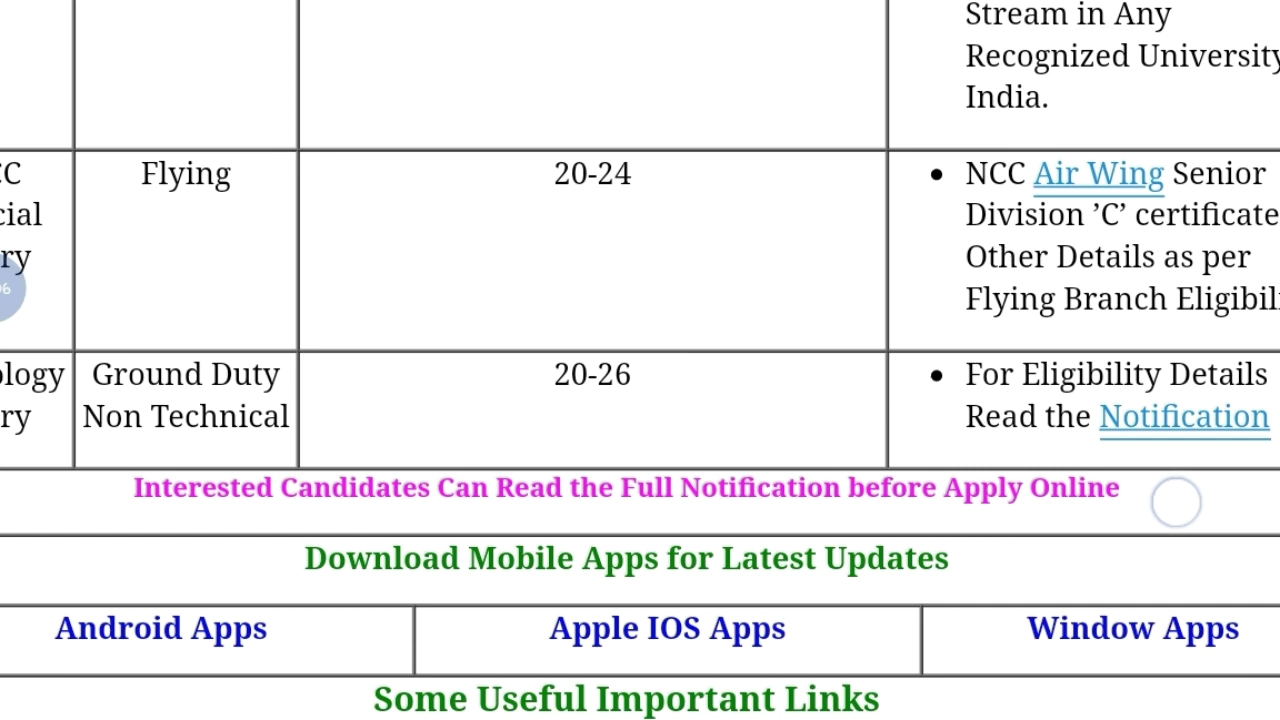 Stream in Any
Recognized University
India.
Flying
20-24
NCC Air Wing Senior
Division ’C’ certificate
Other Details as per
Flying Branch Eligibili
ry
Ground Duty
Non Technical
20-26
For Eligibility Details
Read the Notification
ry
Interested Candidates Can Read the Full Notification before Apply Online
Download Mobile Apps for Latest Updates
Android Apps
Apple IOS Apps
Window Apps
Some Useful Important Links